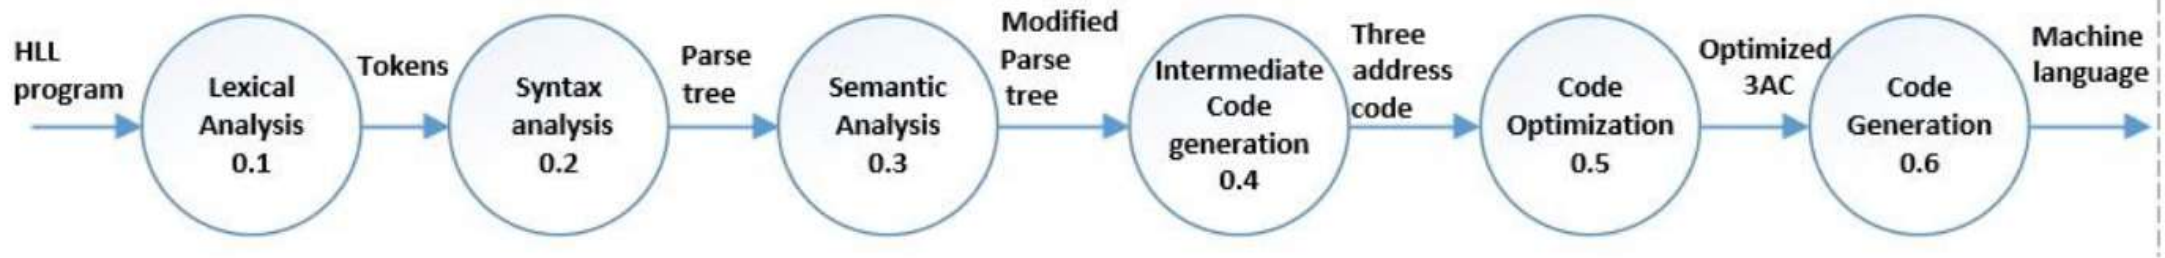 HLL
program
Lexical
Analysis
0.1
Tokens
Syntax
analysis
0.2
Parse
tree
Semantic
Analysis
0.3
Modified
Parse
tree
Intermediate
Code
generation
0.4
Three
address
code
Code
Optimization
0.5
Optimized
3AC
Code
Generation
0.6
Machine
language